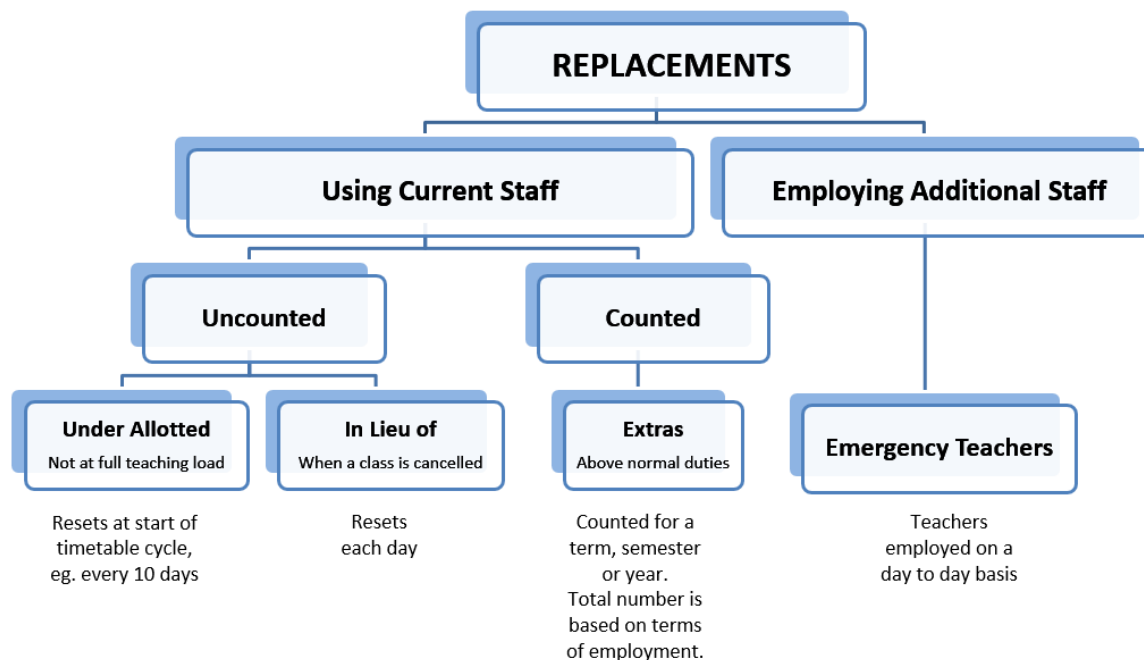 REPLACEMENTS
Using Current Staff
Employing Additional Staff
Uncounted
Counted
Under Allotted
Not at full teaching load
In Lieu of
When a class is cancelled
Extras
Above normal duties
Emergency Teachers
Resets at start of
timetable cycle,
eg. every 10 days
Resets
each day
Counted for a
term, semester
or year.
Total number is
based on terms
of employment.
Teachers
employed on a
day to day basis